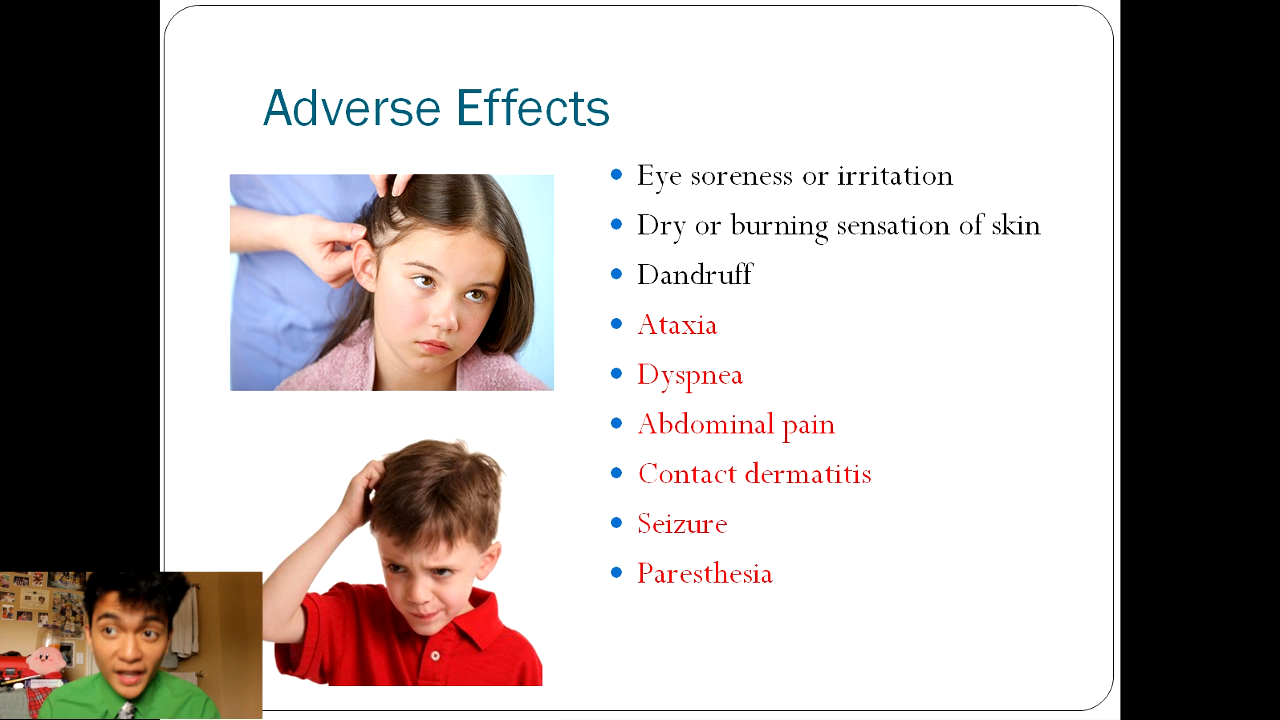 Adverse Effects
Eye soreness or irritation
Dry or burning sensation of skin
Dandruff
Ataxia
Dyspnea
Abdominal pain
Contact dermatitis
Seizure
Paresthesia